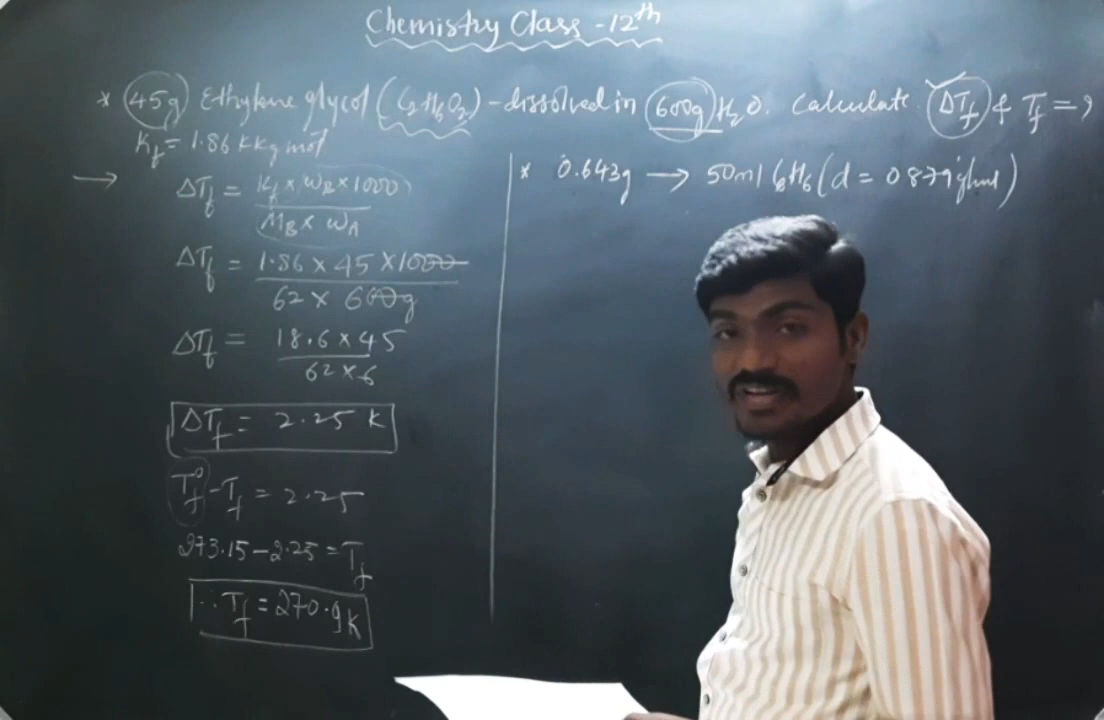 Chemistry Class - 12th
* 45g Ethylene glycol (C2H6O2) - dissolved in 600g H2O. Calculate ΔTf & Tf = ?
Kf = 1.86 K kg mol
→ ΔTf = Kf × WB × 1000 / MB × WA
ΔTf = 1.86 × 45 × 1000 / 62 × 600g
ΔTf = 18.6 × 45 / 62 × 6
ΔTf = 2.25 K
Tf° - Tf = 2.25
273.15 - 2.25 = Tf
∴ Tf = 270.9K
* 0.643g → 50ml C6H6 (d = 0.879g/ml)